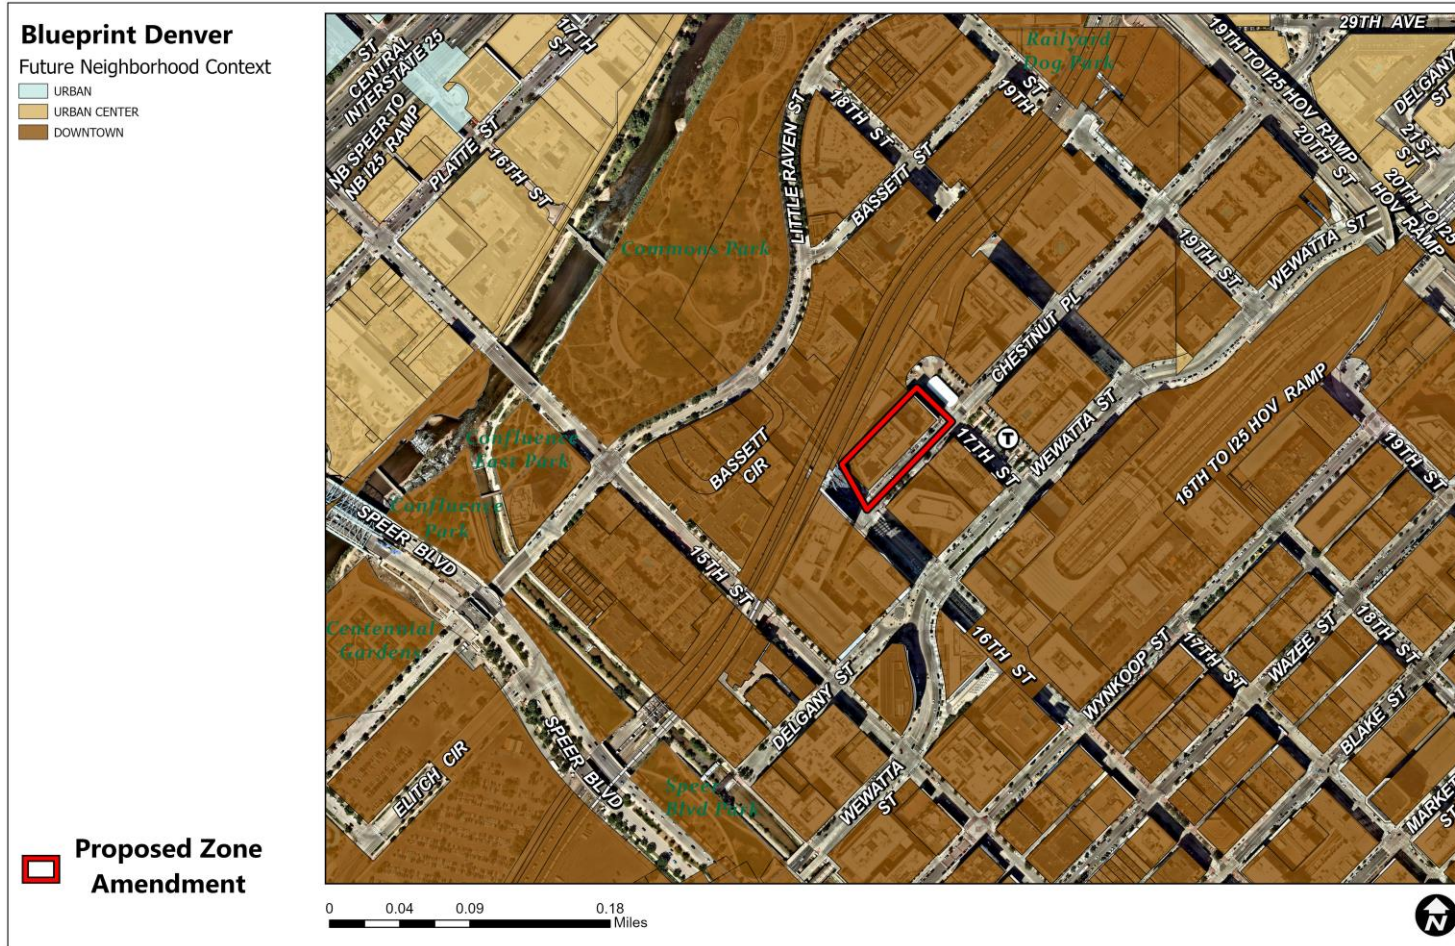 Blueprint Denver
Future Neighborhood Context
URBAN
URBAN CENTER
DOWNTOWN
Proposed Zone
Amendment
ST
CENTRAL
INTERSTATE 25
NB SPEER TO
NB I25 RAMP
17TH
ST
PLATTE ST
16TH ST
LITTLE RAVEN ST
18TH ST
BASSETT ST
Railyard
Dog Park
19TH
ST
29TH AVE
19TH TO I25 HOV RAMP
20TH ST
DELGANY
ST
21ST
ST
20TH TO I25
HOV RAMP
WEWATTA ST
19TH ST
CHESTNUT PL
Commons Park
Confluence
East Park
Confluence
Park
SPEER BLVD
BASSETT
CIR
15TH ST
17TH ST
T
WEWATTA ST
16TH TO I25 HOV RAMP
19TH ST
Centennial
Gardens
ELITCH CIR
SPEER BLVD
Speer
Blvd Park
DELGANY ST
WEWATTA
ST
16TH ST
WYNKOOP ST
17TH ST
WAZEE ST
18TH ST
BLAKE ST
MARKET
ST
0 0.04 0.09 0.18
Miles
N